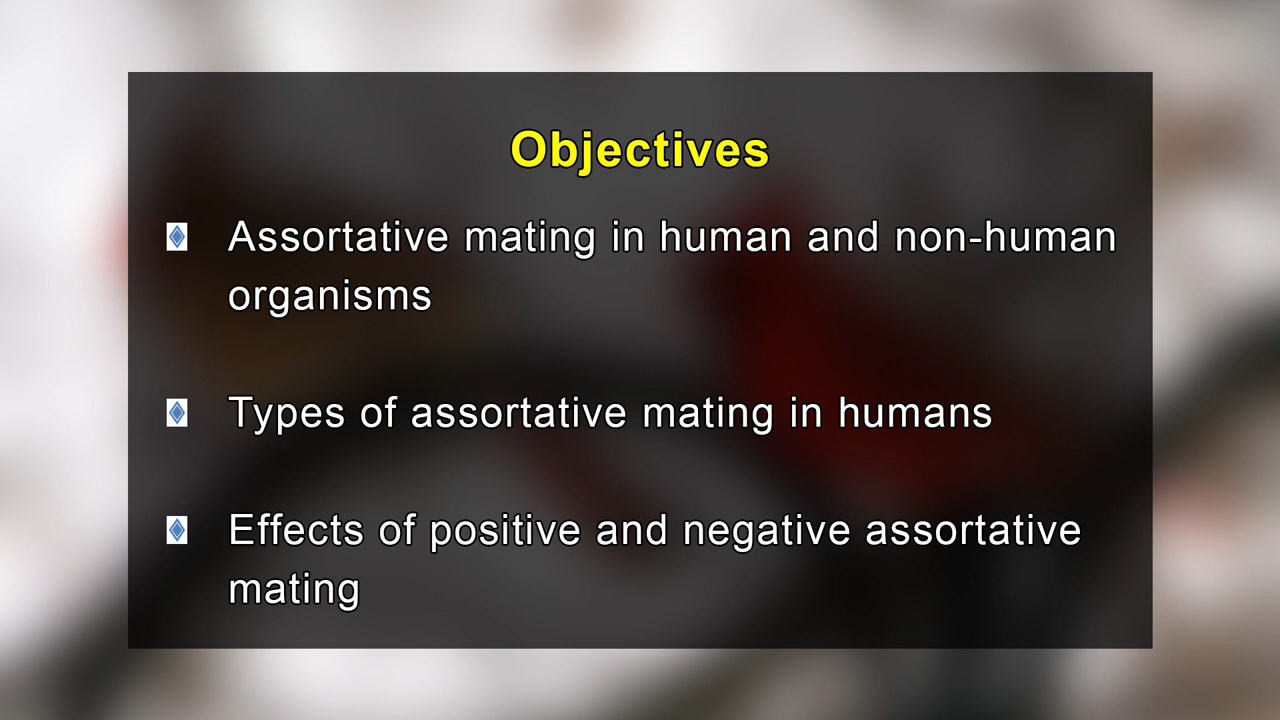 Objectives
Assortative mating in human and non-human
organisms
Types of assortative mating in humans
Effects of positive and negative assortative
mating